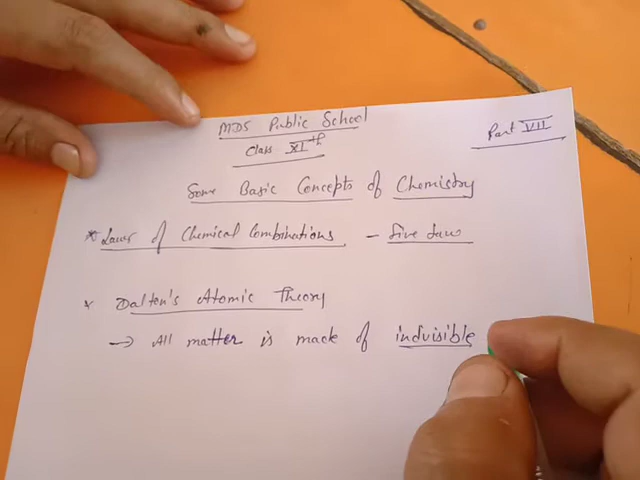 MDS Public School
Class XIth
Part VII
Some Basic Concepts of Chemistry
* Laws of Chemical Combinations - five laws
* Dalton's Atomic Theory
→ All matter is made of indvisible